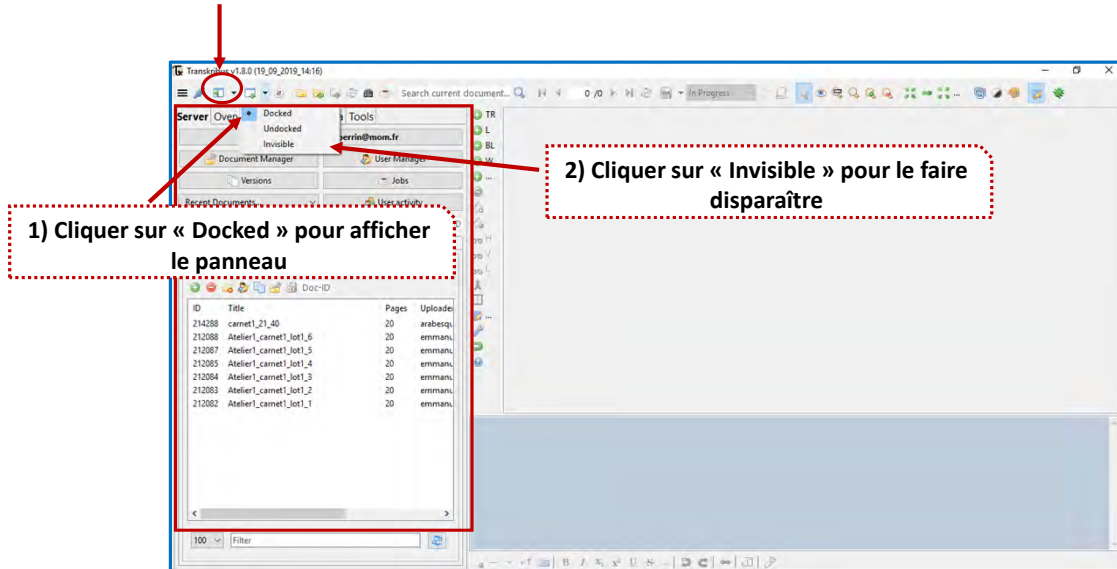 Transkribus v1.8.0 (19_09_2019_14:16)
Search current document...
0 /0
In Progress
Server
Tools
Docked
Undocked
Invisible
perrin@mom.fr
Document Manager
User Manager
Versions
Jobs
Recent Documents...
User activity
1) Cliquer sur « Docked » pour afficher
le panneau
2) Cliquer sur « Invisible » pour le faire
disparaître
TR
L
BL
W
...
Doc-ID
ID Title Pages Uploader
214288 carnet1_21_40 20 arabesqu
212088 Atelier1_carnet1_lot1_6 20 emmanu
212087 Atelier1_carnet1_lot1_5 20 emmanu
212085 Atelier1_carnet1_lot1_4 20 emmanu
212084 Atelier1_carnet1_lot1_3 20 emmanu
212083 Atelier1_carnet1_lot1_2 20 emmanu
212082 Atelier1_carnet1_lot1_1 20 emmanu
100 Filter